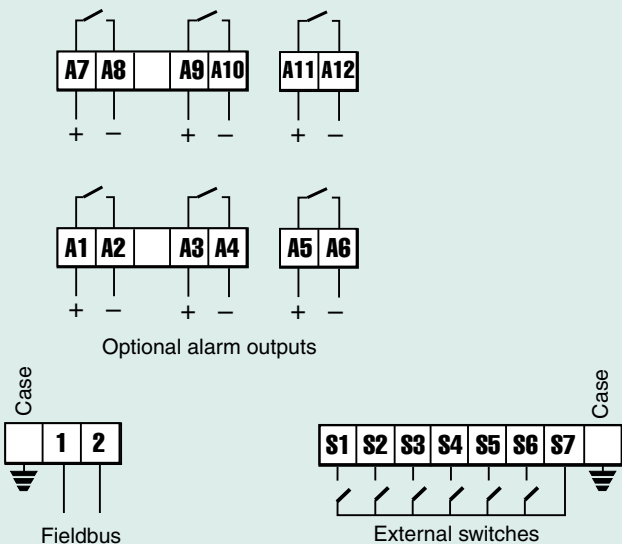 A7 A8 A9 A10 A11 A12
+ – + – + –
A1 A2 A3 A4 A5 A6
+ – + – + –
Optional alarm outputs
Case
1 2
Fieldbus
Case
S1 S2 S3 S4 S5 S6 S7
External switches